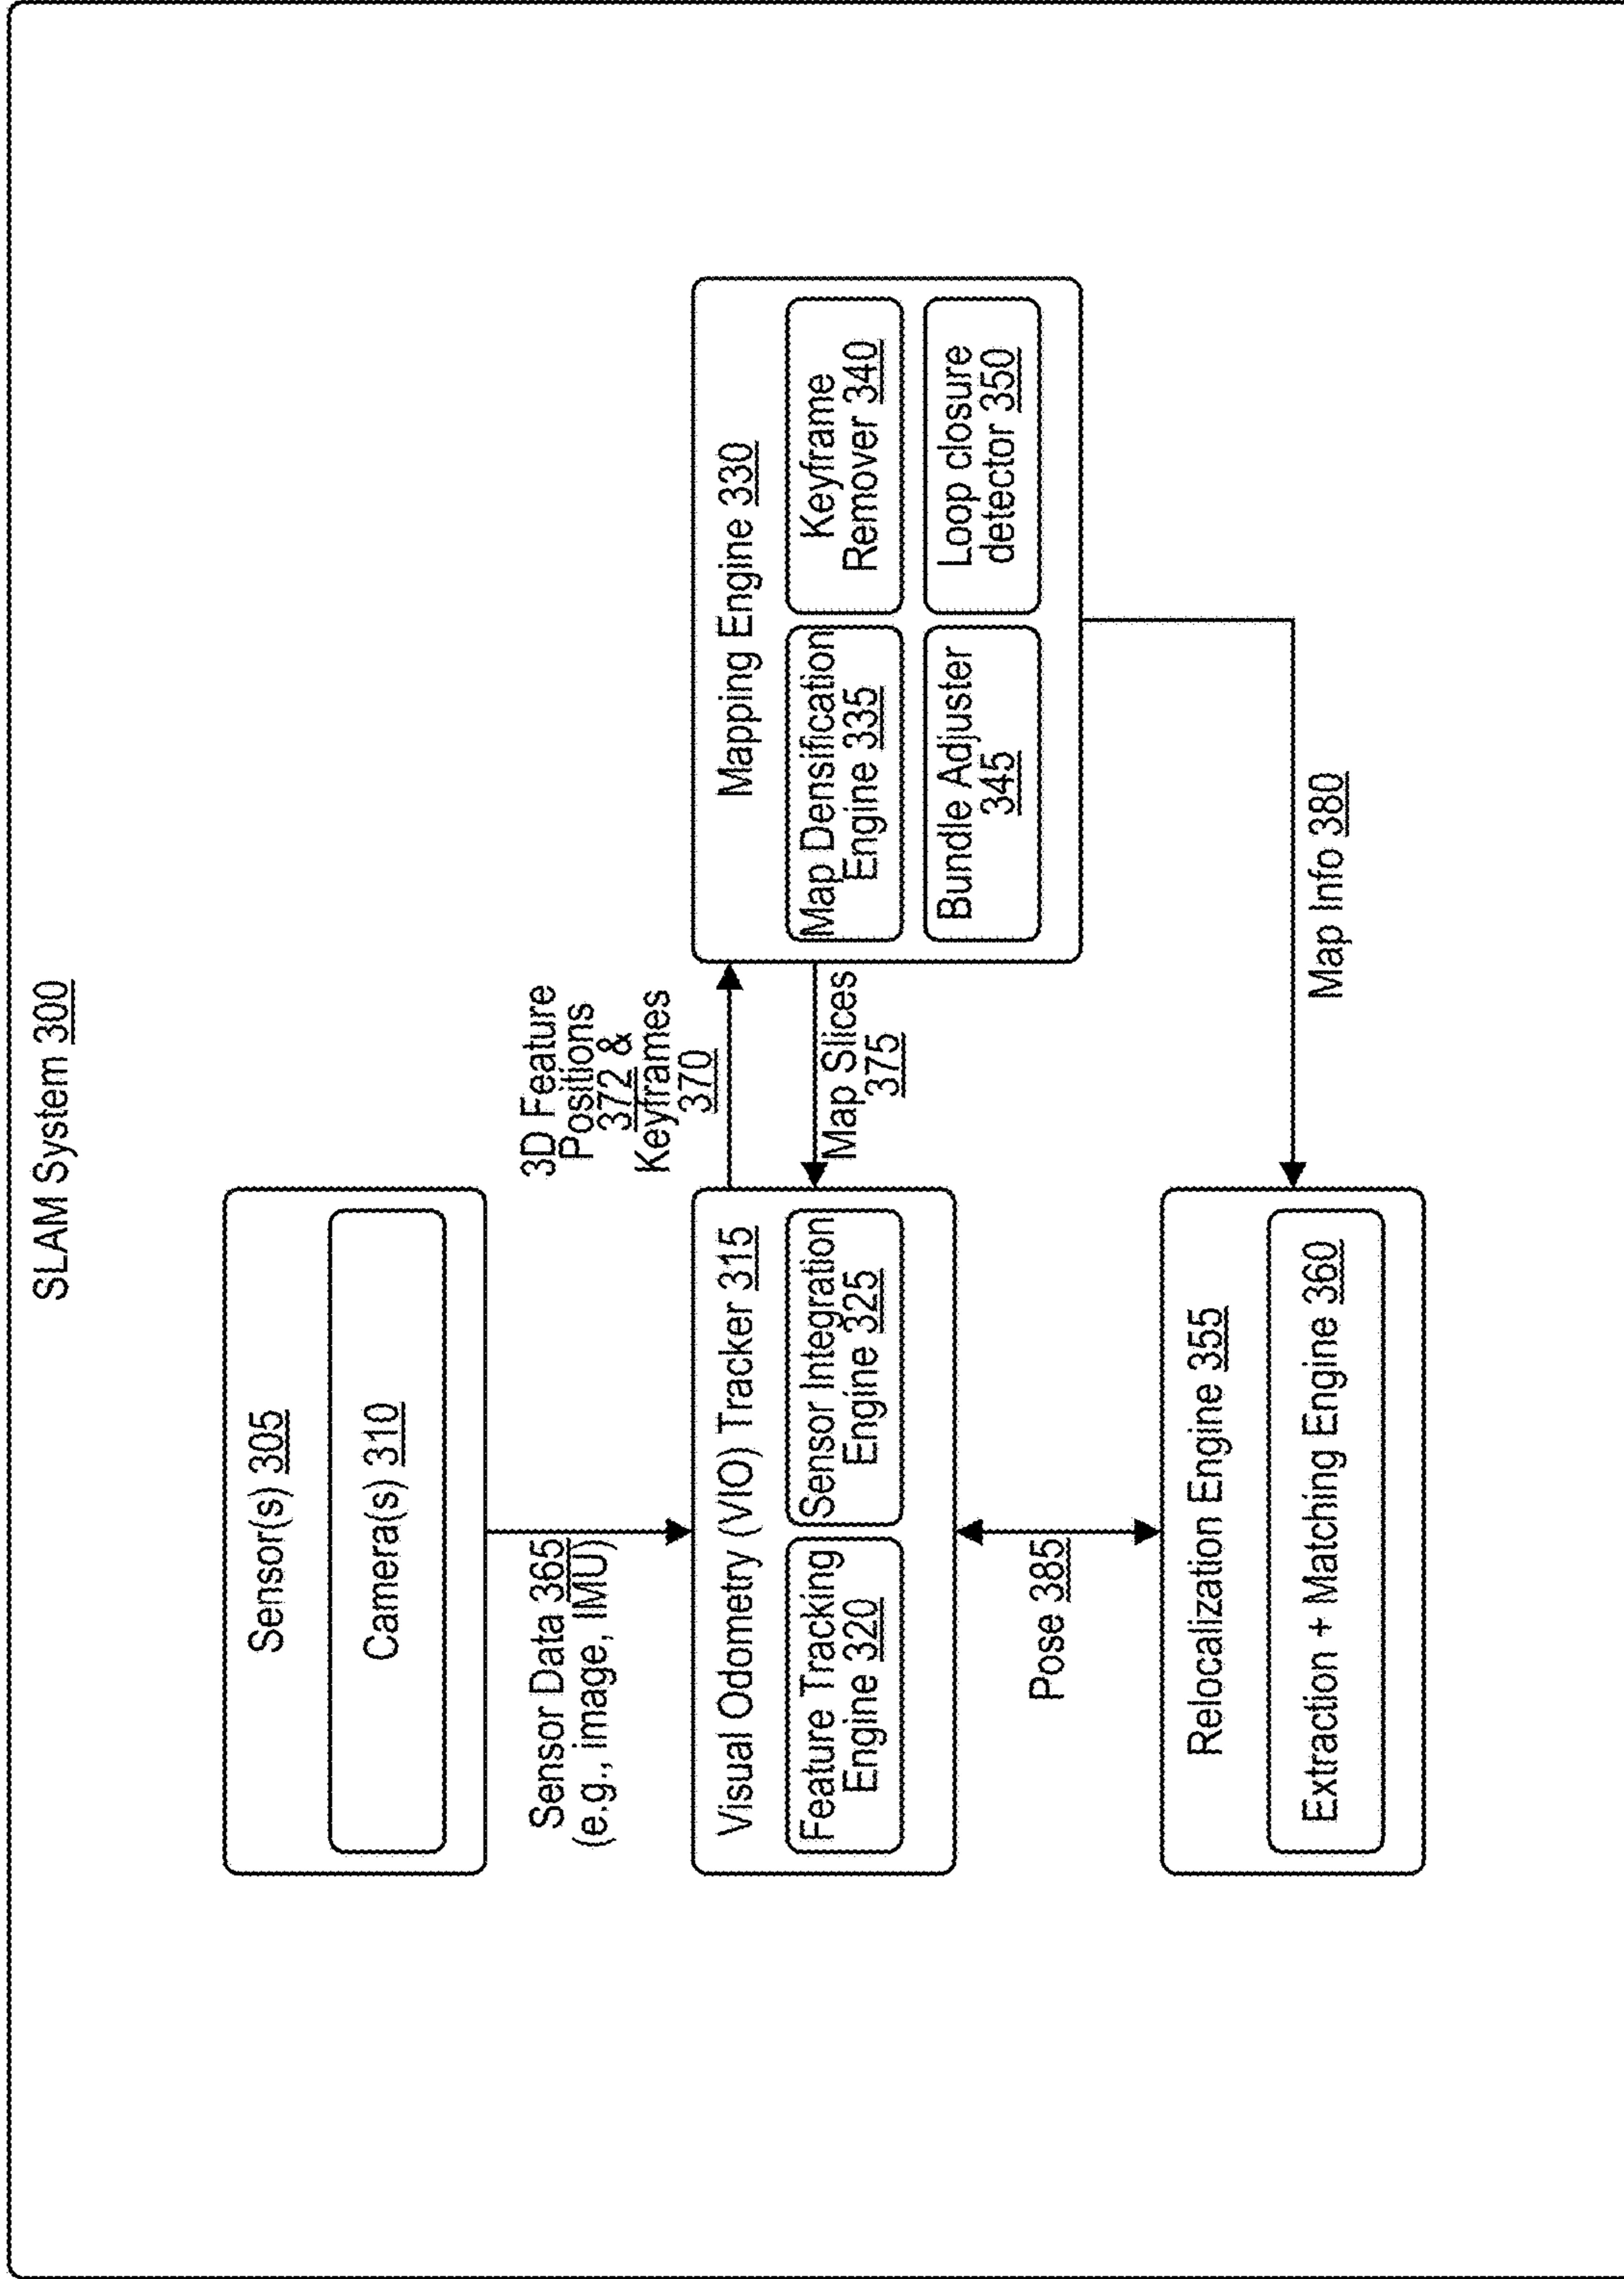 SLAM System 300
Sensor(s) 305
Camera(s) 310
Sensor Data 365
(e.g., image, IMU)
Visual Odometry (VIO) Tracker 315
Feature Tracking
Engine 320
Sensor Integration
Engine 325
3D Feature
Positions
372 &
Keyframes
370
Map Slices
375
Mapping Engine 330
Map Densification
Engine 335
Keyframe
Remover 340
Bundle Adjuster
345
Loop closure
detector 350
Pose 385
Map Info 380
Relocalization Engine 355
Extraction + Matching Engine 360